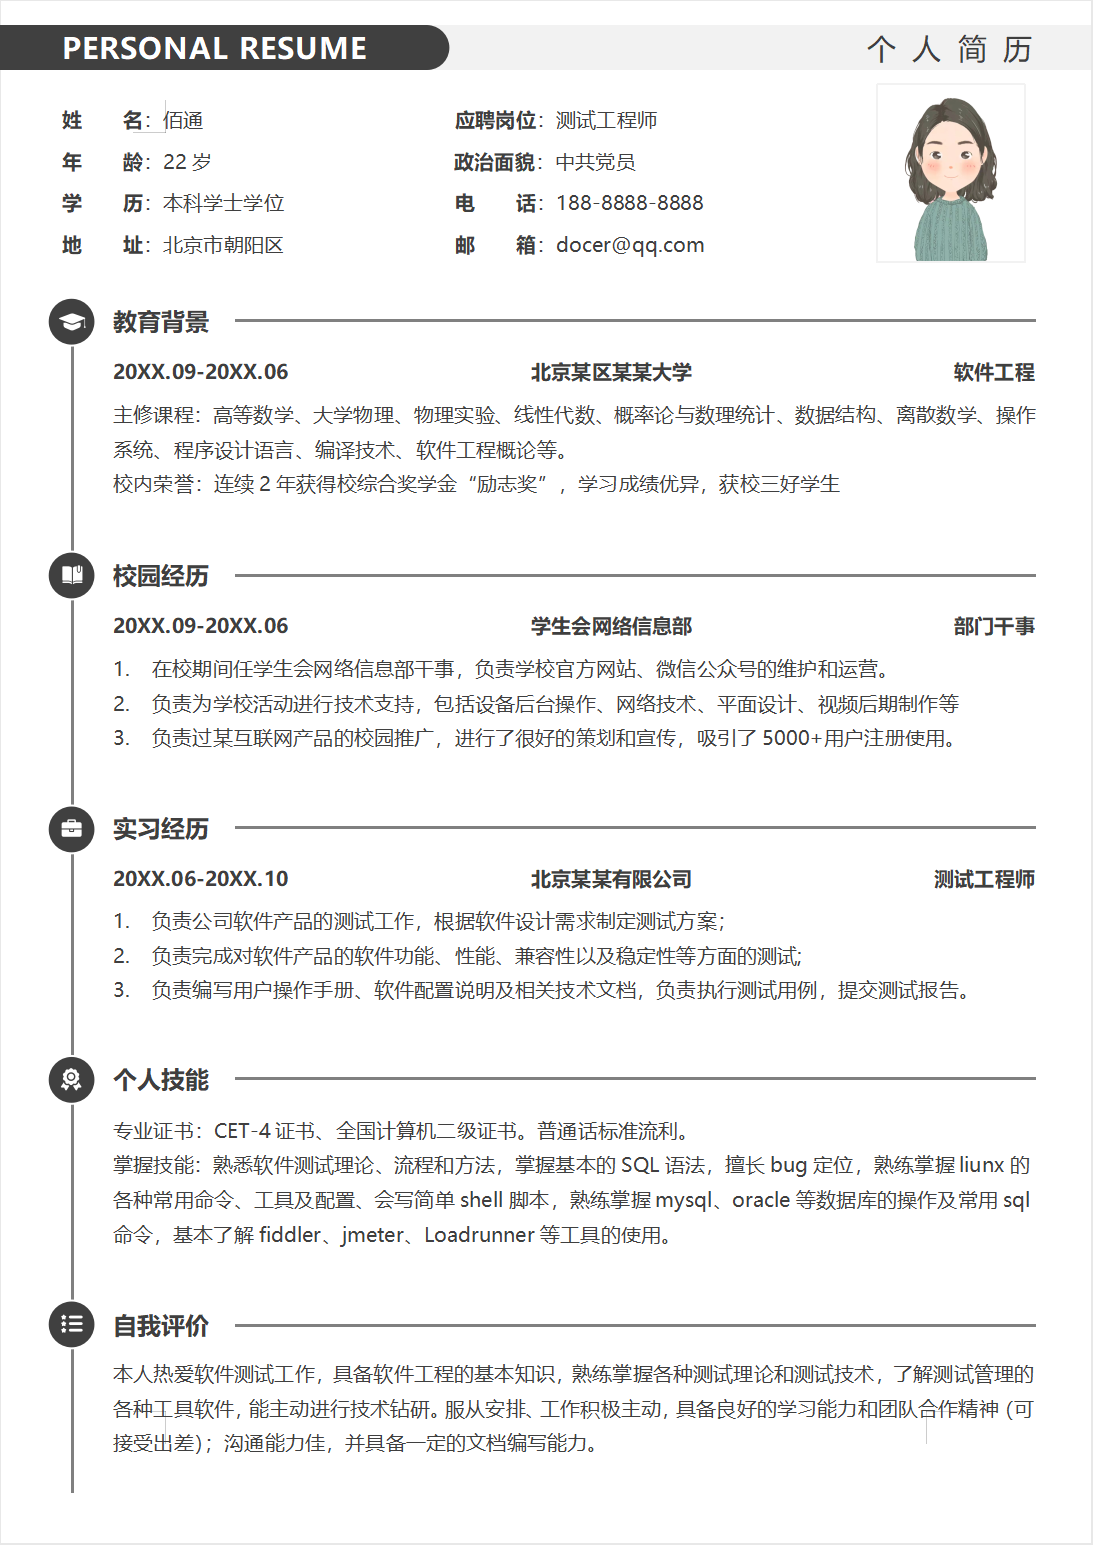 PERSONAL RESUME 个人简历
姓名：佰通 应聘岗位：测试工程师
年龄：22 岁 政治面貌：中共党员
学历：本科学士学位 电话：188-8888-8888
地址：北京市朝阳区 邮箱：docer@qq.com
教育背景
20XX.09-20XX.06 北京某区某某大学 软件工程
主修课程：高等数学、大学物理、物理实验、线性代数、概率论与数理统计、数据结构、离散数学、操作
系统、程序设计语言、编译技术、软件工程概论等。
校内荣誉：连续 2 年获得校综合奖学金“励志奖”，学习成绩优异，获校三好学生
校园经历
20XX.09-20XX.06 学生会网络信息部 部门干事
1. 在校期间任学生会网络信息部干事，负责学校官方网站、微信公众号的维护和运营。
2. 负责为学校活动进行技术支持，包括设备后台操作、网络技术、平面设计、视频后期制作等
3. 负责过某互联网产品的校园推广，进行了很好的策划和宣传，吸引了 5000+用户注册使用。
实习经历
20XX.06-20XX.10 北京某某有限公司 测试工程师
1. 负责公司软件产品的测试工作，根据软件设计需求制定测试方案；
2. 负责完成对软件产品的软件功能、性能、兼容性以及稳定性等方面的测试;
3. 负责编写用户操作手册、软件配置说明及相关技术文档，负责执行测试用例，提交测试报告。
个人技能
专业证书：CET-4 证书、全国计算机二级证书。普通话标准流利。
掌握技能：熟悉软件测试理论、流程和方法，掌握基本的 SQL 语法，擅长 bug 定位，熟练掌握 liunx 的
各种常用命令、工具及配置、会写简单 shell 脚本，熟练掌握 mysql、oracle 等数据库的操作及常用 sql
命令，基本了解 fiddler、jmeter、Loadrunner 等工具的使用。
自我评价
本人热爱软件测试工作，具备软件工程的基本知识，熟练掌握各种测试理论和测试技术，了解测试管理的
各种工具软件，能主动进行技术钻研。服从安排、工作积极主动，具备良好的学习能力和团队合作精神（可
接受出差）；沟通能力佳，并具备一定的文档编写能力。